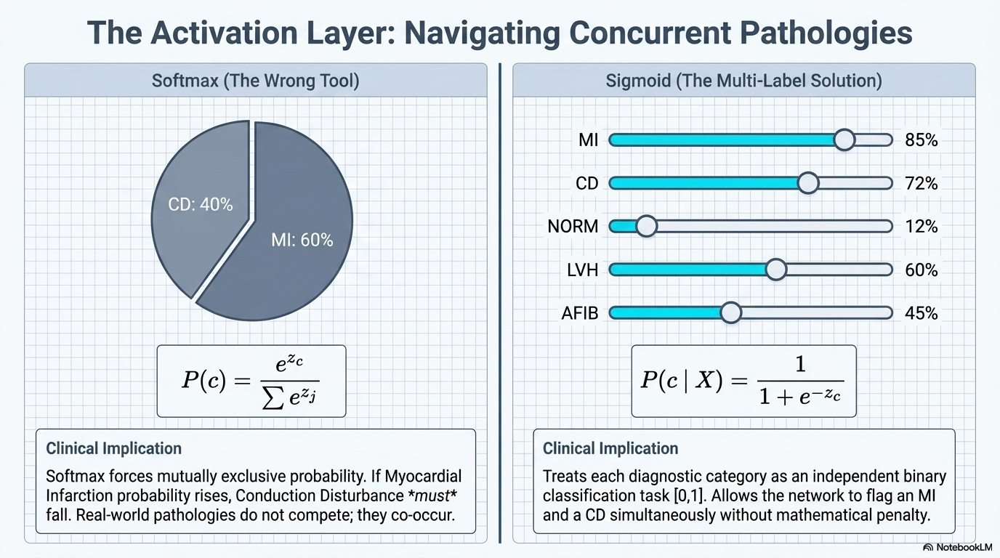 The Activation Layer: Navigating Concurrent Pathologies
Softmax (The Wrong Tool)
CD: 40%
MI: 60%
P(c) = e^{z_c} / ∑ e^{z_j}
Clinical Implication
Softmax forces mutually exclusive probability. If Myocardial
Infarction probability rises, Conduction Disturbance *must*
fall. Real-world pathologies do not compete; they co-occur.
Sigmoid (The Multi-Label Solution)
MI 85%
CD 72%
NORM 12%
LVH 60%
AFIB 45%
P(c | X) = 1 / (1 + e^{-z_c})
Clinical Implication
Treats each diagnostic category as an independent binary
classification task [0,1]. Allows the network to flag an MI
and a CD simultaneously without mathematical penalty.
NotebookLM